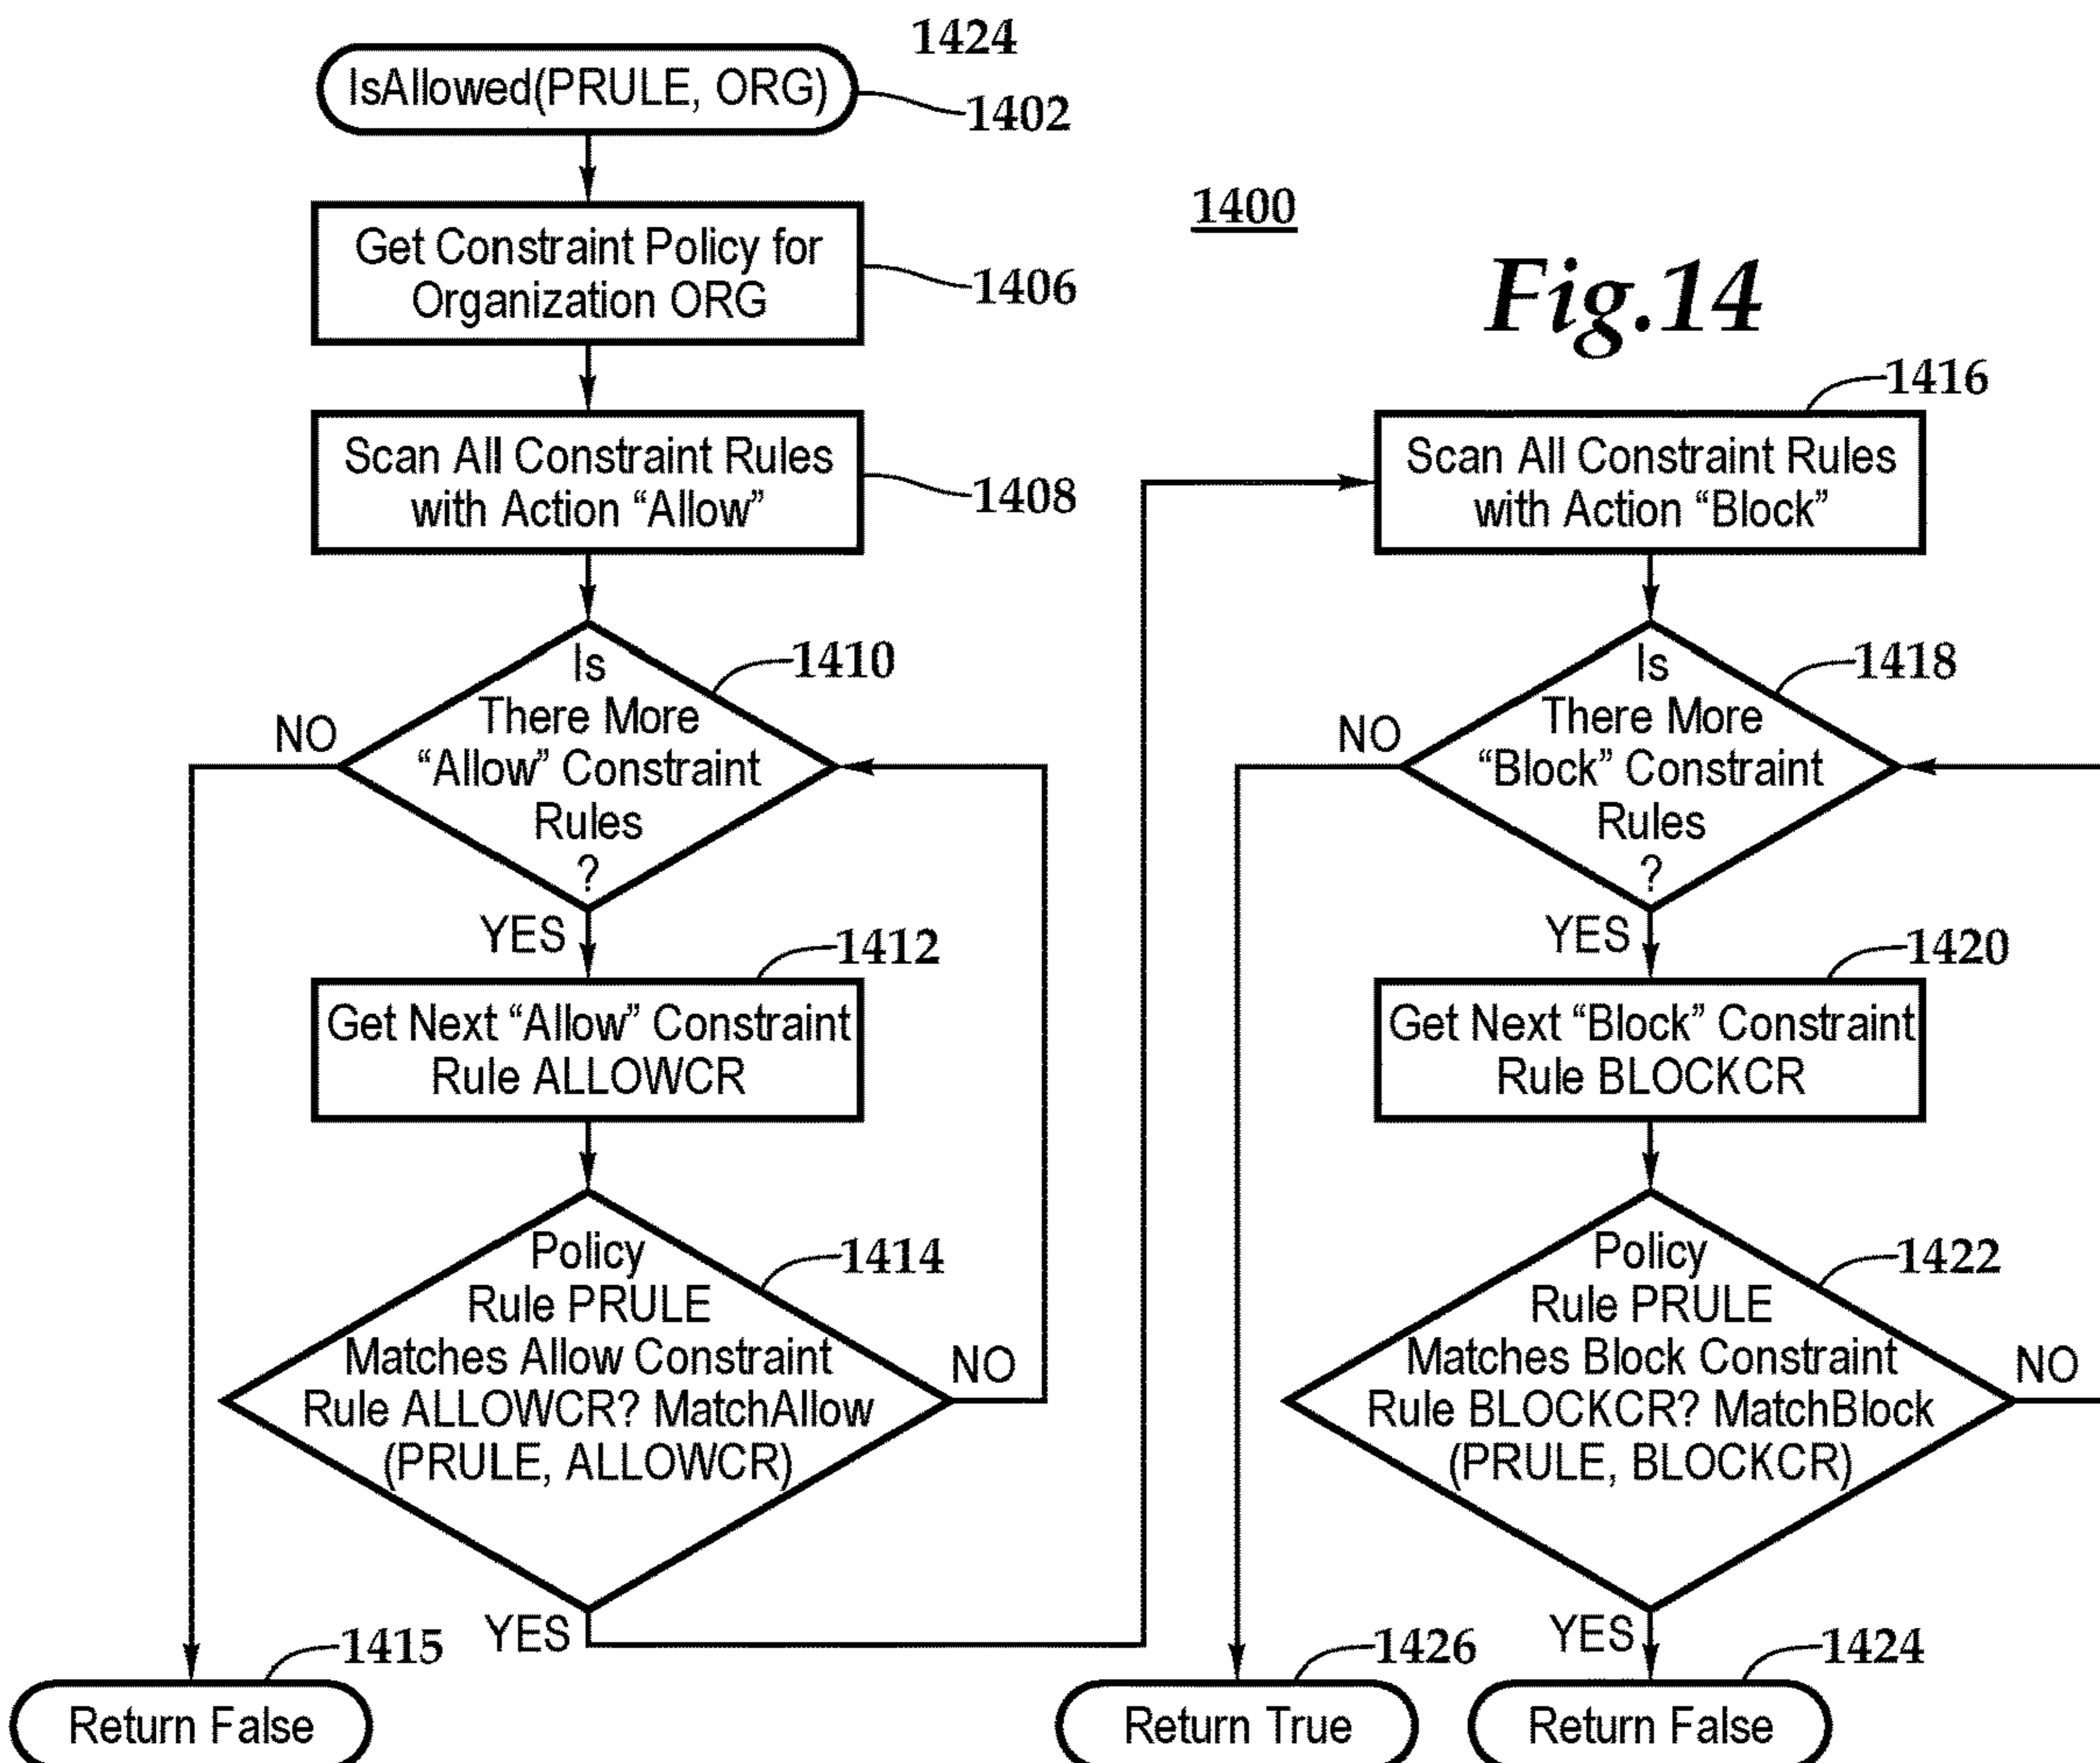 1424
IsAllowed(PRULE, ORG)
1402
Get Constraint Policy for
Organization ORG
1406
1400
Fig.14
Scan All Constraint Rules
with Action “Allow”
1408
Is
There More
“Allow” Constraint
Rules
?
1410
NO
YES
1412
Get Next “Allow” Constraint
Rule ALLOWCR
Policy
Rule PRULE
Matches Allow Constraint
Rule ALLOWCR? MatchAllow
(PRULE, ALLOWCR)
1414
NO
YES
1415
Return False
1416
Scan All Constraint Rules
with Action “Block”
Is
There More
“Block” Constraint
Rules
?
1418
NO
YES
1420
Get Next “Block” Constraint
Rule BLOCKCR
Policy
Rule PRULE
Matches Block Constraint
Rule BLOCKCR? MatchBlock
(PRULE, BLOCKCR)
1422
NO
YES
1426
Return True
1424
Return False